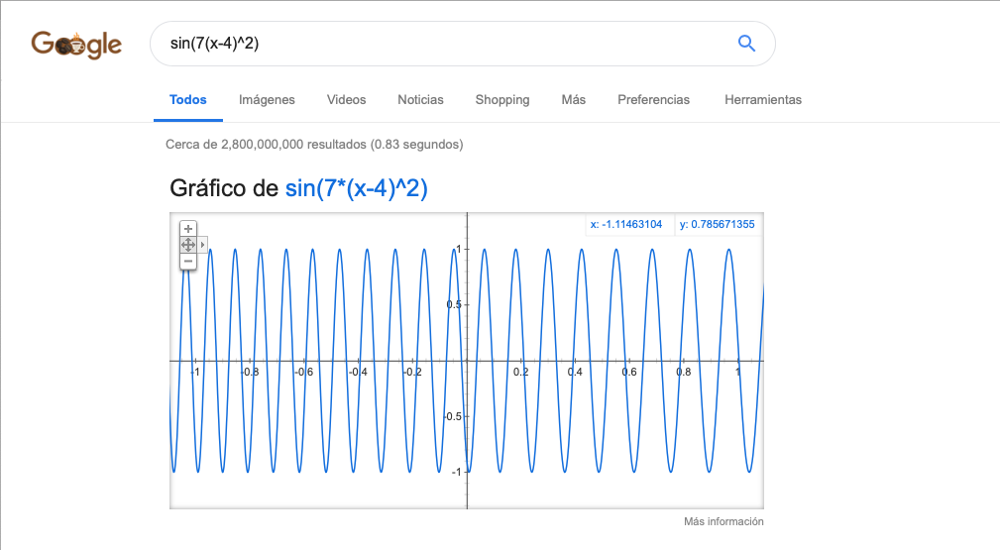 Google
sin(7(x-4)^2)
Todos Imágenes Videos Noticias Shopping Más Preferencias Herramientas
Cerca de 2,800,000,000 resultados (0.83 segundos)
Gráfico de sin(7*(x-4)^2)
x: -1.11463104 y: 0.785671355
1
0.5
-1 -0.8 -0.6 -0.4 -0.2 0.2 0.4 0.6 0.8 1
-0.5
-1
Más información